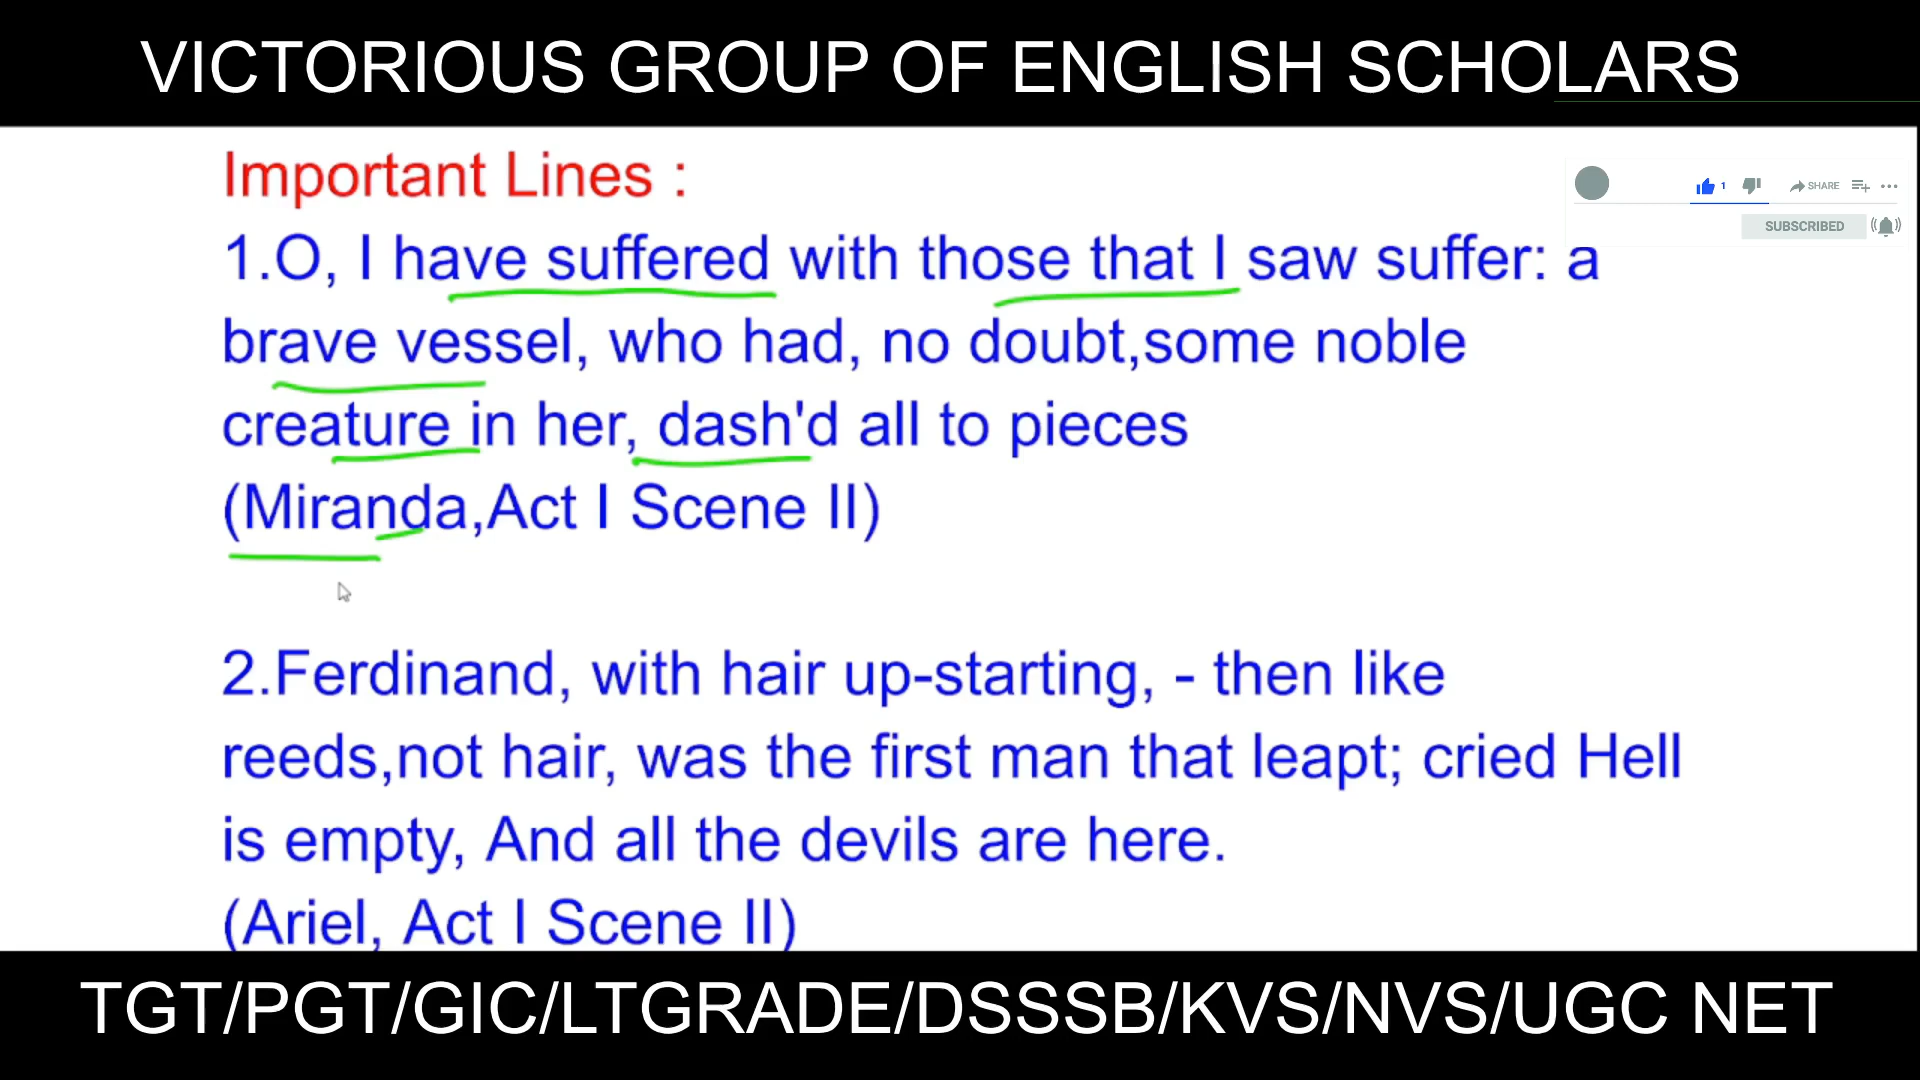 VICTORIOUS GROUP OF ENGLISH SCHOLARS
Important Lines :
1 SHARE
SUBSCRIBED
1.O, I have suffered with those that I saw suffer: a
brave vessel, who had, no doubt,some noble
creature in her, dash'd all to pieces
(Miranda,Act I Scene II)
2.Ferdinand, with hair up-starting, - then like
reeds,not hair, was the first man that leapt; cried Hell
is empty, And all the devils are here.
(Ariel, Act I Scene II)
TGT/PGT/GIC/LTGRADE/DSSSB/KVS/NVS/UGC NET